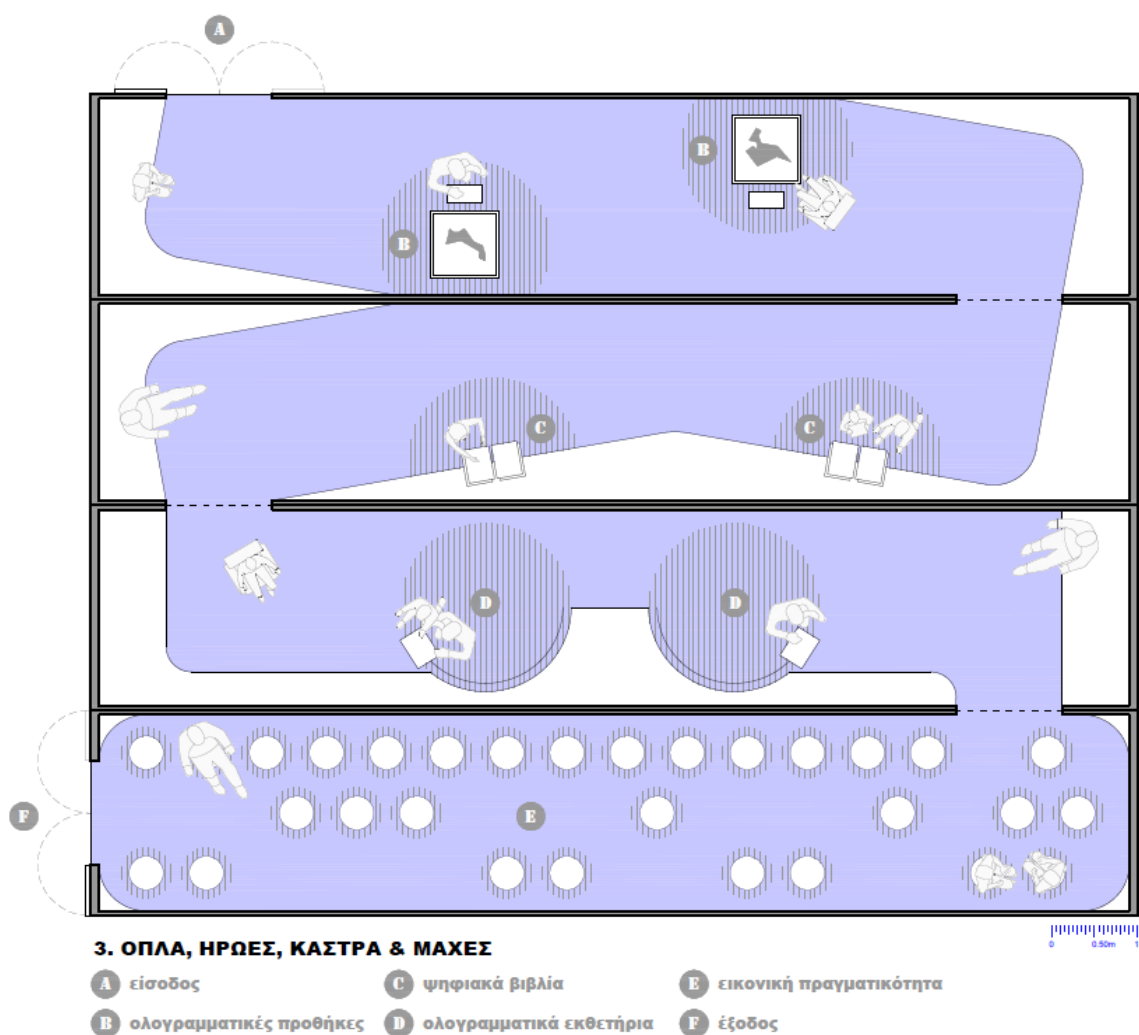 A
B
B
C
C
D
D
F
E
0 0.50m 1
3. ΟΠΛΑ, ΗΡΩΕΣ, ΚΑΣΤΡΑ & ΜΑΧΕΣ
A είσοδος C ψηφιακά βιβλία E εικονική πραγματικότητα
B ολογραμματικές προθήκες D ολογραμματικά εκθετήρια F έξοδος